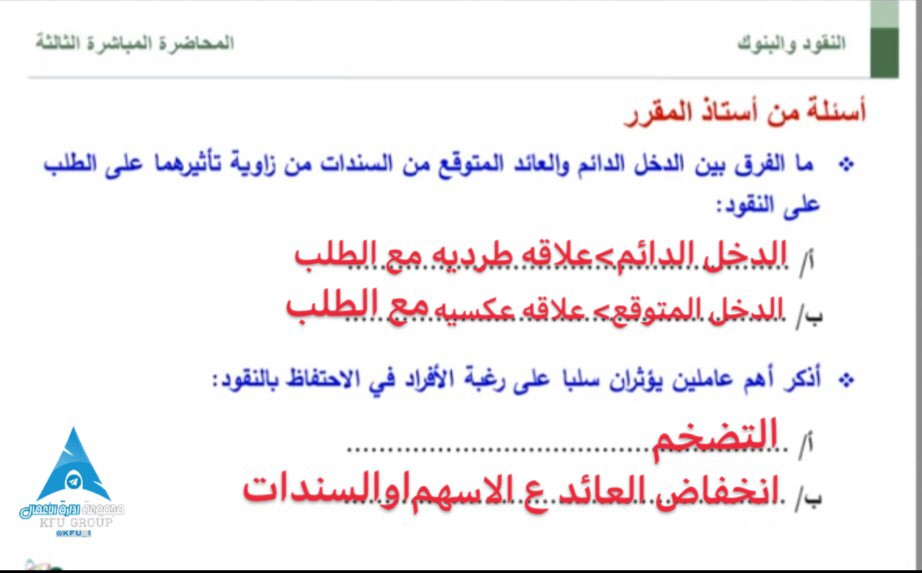 النقود والبنوك
المحاضرة المباشرة الثالثة
أسئلة من أستاذ المقرر
❖ ما الفرق بين الدخل الدائم والعائد المتوقع من السندات من زاوية تأثيرهما على الطلب
على النقود:
أ/ الدخل الدائم>علاقه طرديه مع الطلب
ب/ الدخل المتوقع> علاقه عكسيه مع الطلب
❖ أذكر أهم عاملين يؤثران سلبا على رغبة الأفراد في الاحتفاظ بالنقود:
أ/ التضخم
ب/ انخفاض العائد ع الاسهم او السندات
KFU GROUP